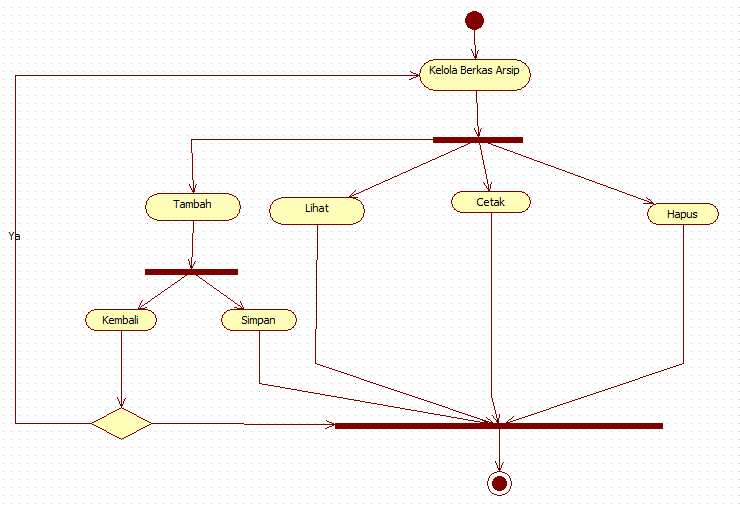 Kelola Berkas Arsip
Tambah
Lihat
Cetak
Hapus
Ya
Kembali
Simpan